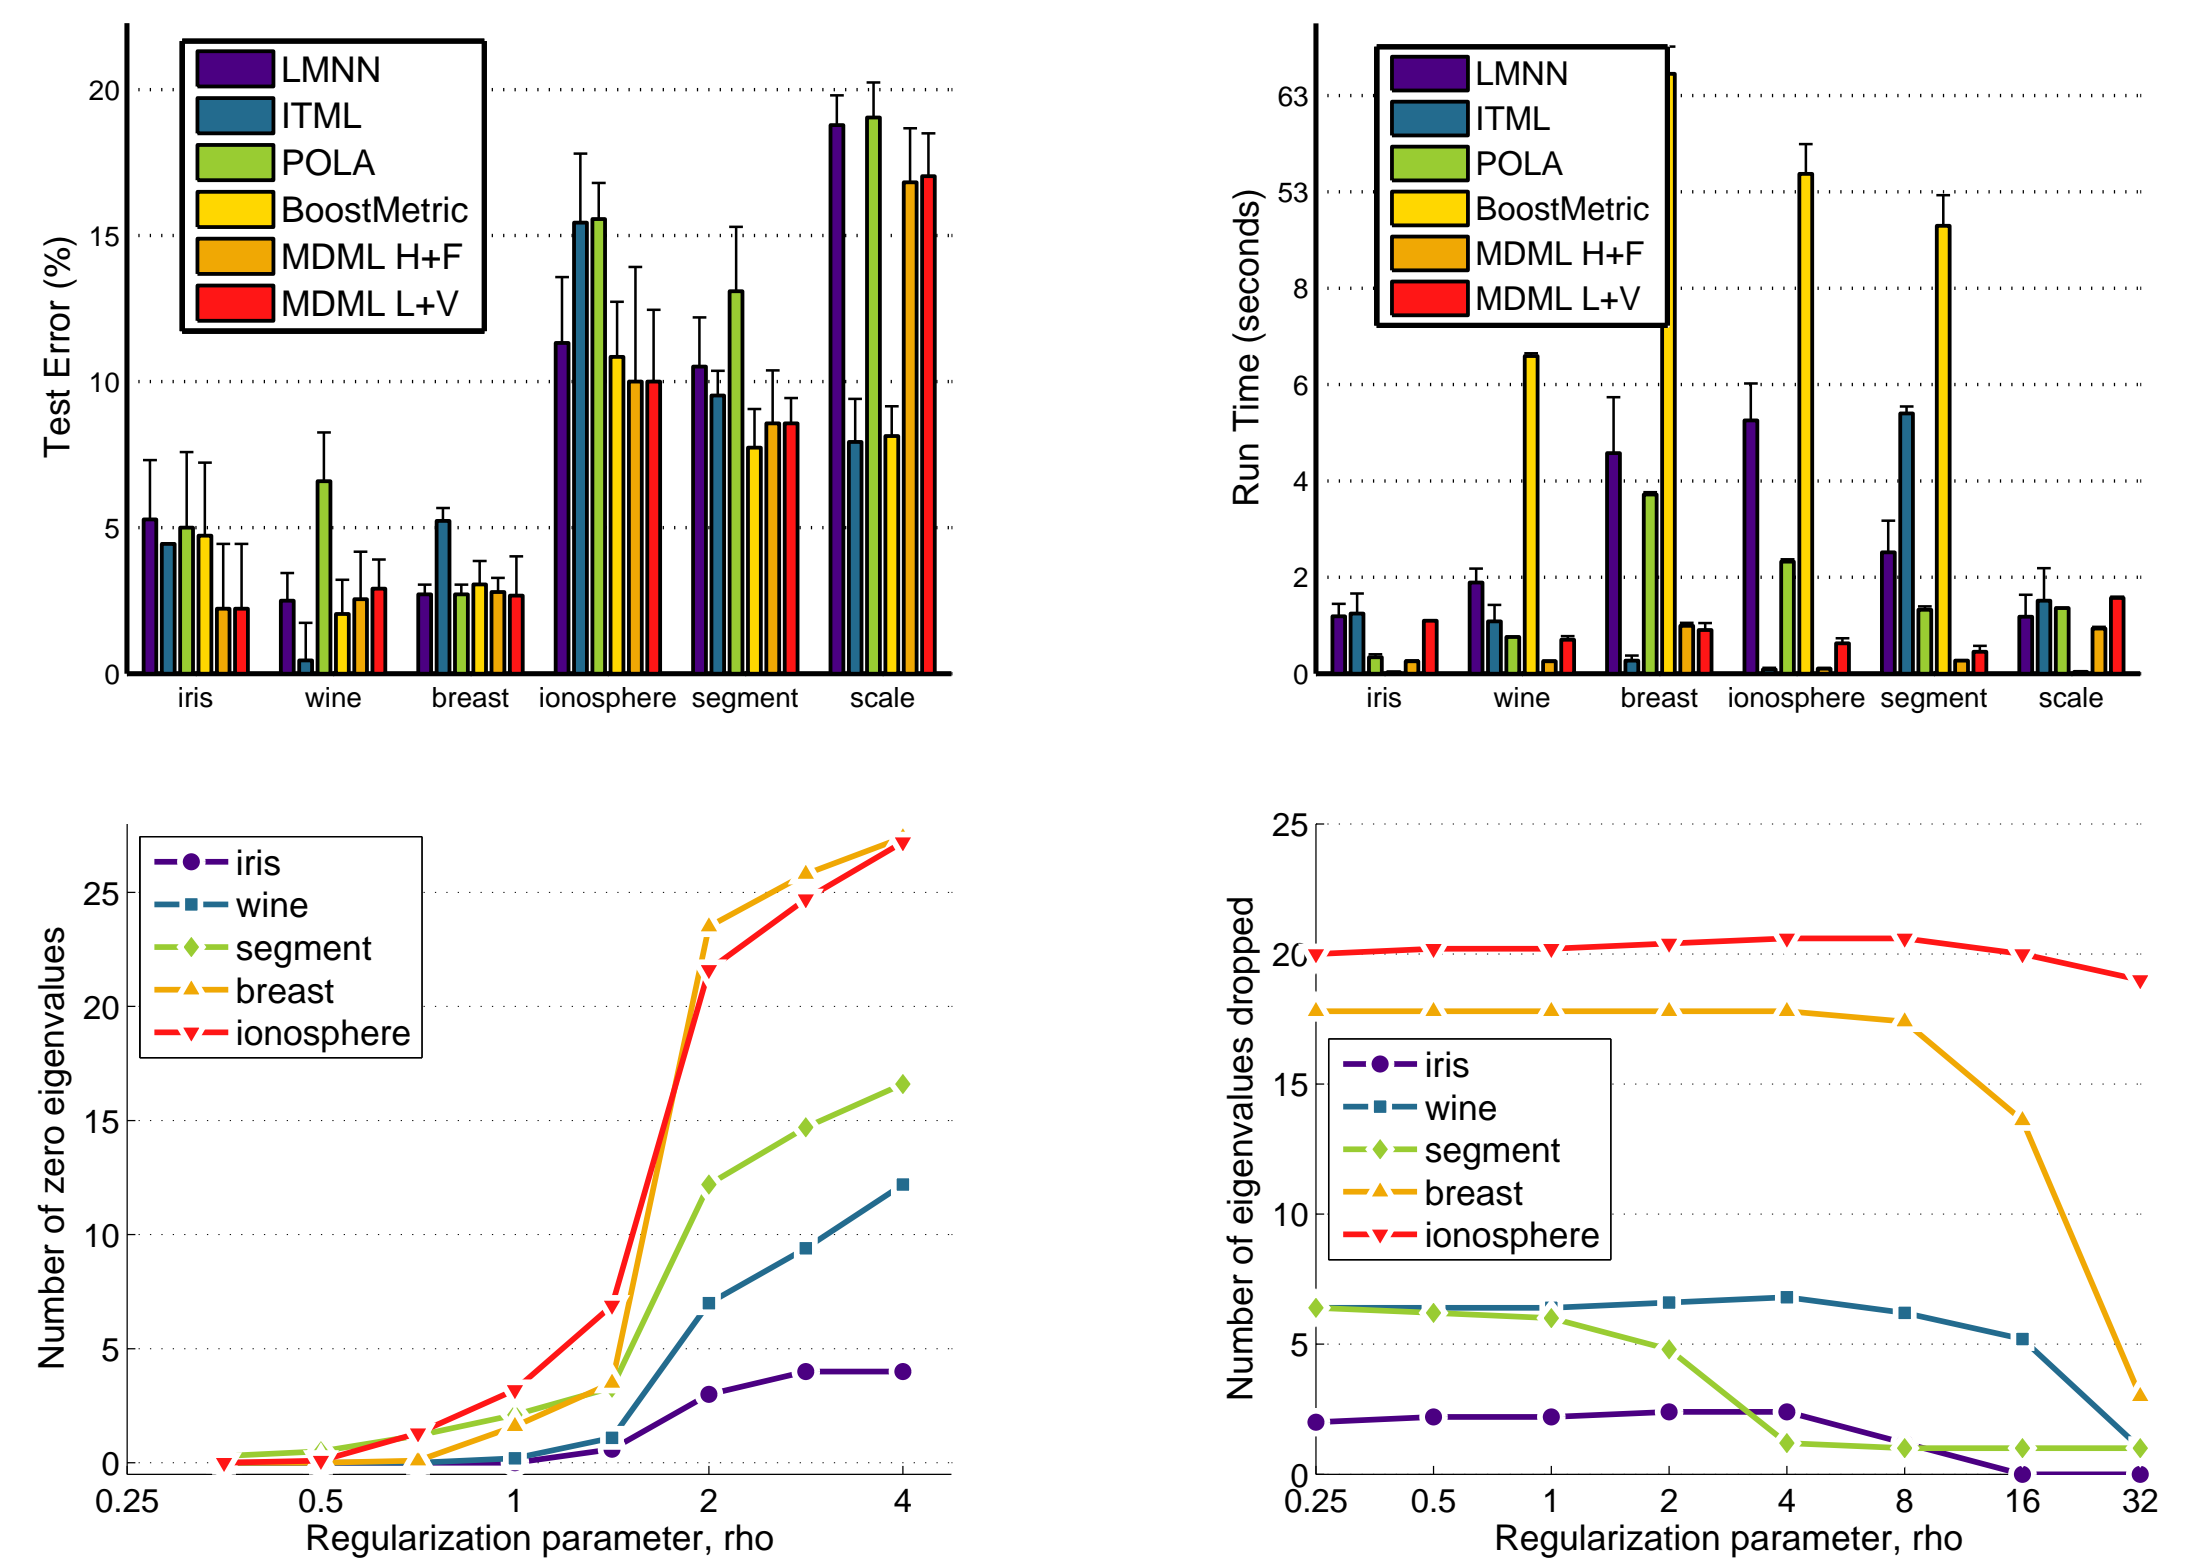 Test Error (%)
20
15
10
5
0
LMNN
ITML
POLA
BoostMetric
MDML H+F
MDML L+V
iris wine breast ionosphere segment scale
Run Time (seconds)
63
53
8
6
4
2
0
LMNN
ITML
POLA
BoostMetric
MDML H+F
MDML L+V
iris wine breast ionosphere segment scale
Number of zero eigenvalues
25
20
15
10
5
0
iris
wine
segment
breast
ionosphere
0.25 0.5 1 2 4
Regularization parameter, rho
Number of eigenvalues dropped
25
20
15
10
5
0
iris
wine
segment
breast
ionosphere
0.25 0.5 1 2 4 8 16 32
Regularization parameter, rho